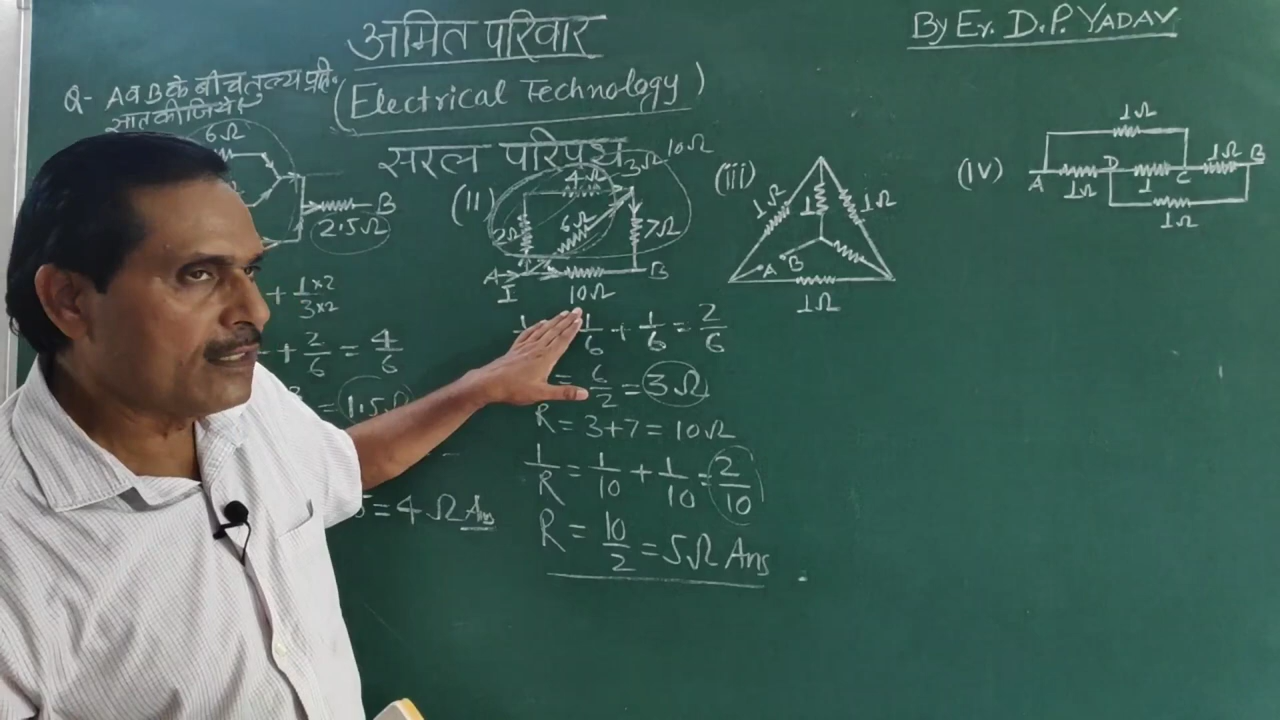 अमित परिवार
By Er. D.P. YADAV
Q- A व B के बीच तुल्य प्रति.
ज्ञात कीजिये।
(Electrical Technology)
सरल परिपथ
6Ω
B
2.5Ω
+ 1/3 ×2/×2
+ 2/6 = 4/6
= 1.5Ω
= 4Ω Ans
(II)
4Ω 3Ω 10Ω
2Ω 6Ω 7Ω
A B
I 10Ω
1/6 + 1/6 = 2/6
= 6/2 = 3Ω
R = 3+7 = 10Ω
1/R = 1/10 + 1/10 = 2/10
R = 10/2 = 5Ω Ans
(iii)
1Ω 1 1Ω
A B
1Ω
(iv)
1Ω
A D C 1Ω B
1Ω 1
1Ω